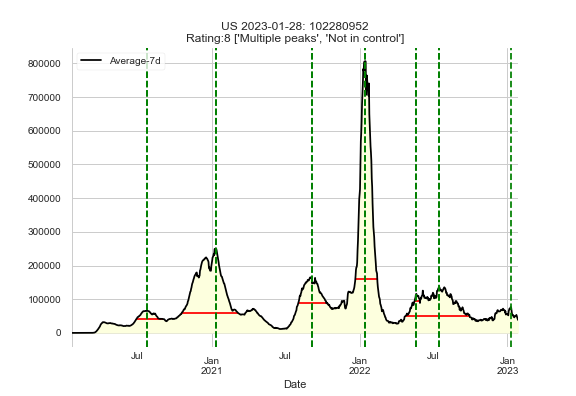 US 2023-01-28: 102280952
Rating:8 ['Multiple peaks', 'Not in control']
Average-7d
800000
700000
600000
500000
400000
300000
200000
100000
0
Jul
Jan
2021
Jul
Jan
2022
Jul
Jan
2023
Date